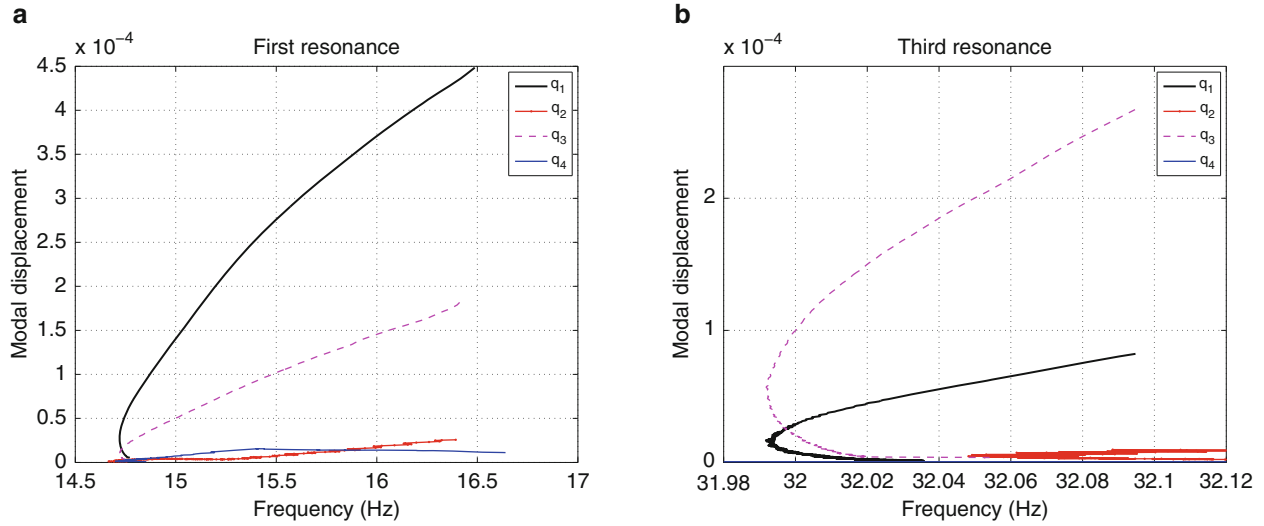 a
x 10⁻⁴
First resonance
4.5
4
3.5
3
2.5
2
1.5
1
0.5
0
14.5 15 15.5 16 16.5 17
Modal displacement
Frequency (Hz)
q₁
q₂
q₃
q₄
b
x 10⁻⁴
Third resonance
2
1
0
31.98 32 32.02 32.04 32.06 32.08 32.1 32.12
Modal displacement
Frequency (Hz)
q₁
q₂
q₃
q₄